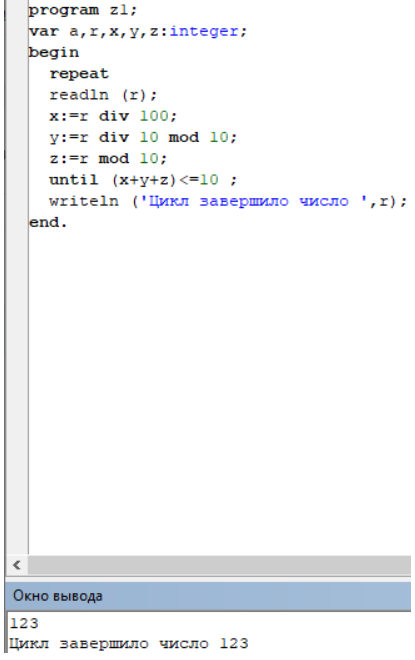 program z1;
var a,r,x,y,z:integer;
begin
repeat
readln (r);
x:=r div 100;
y:=r div 10 mod 10;
z:=r mod 10;
until (x+y+z)<=10 ;
writeln ('Цикл завершило число ',r);
end.
Окно вывода
123
Цикл завершило число 123